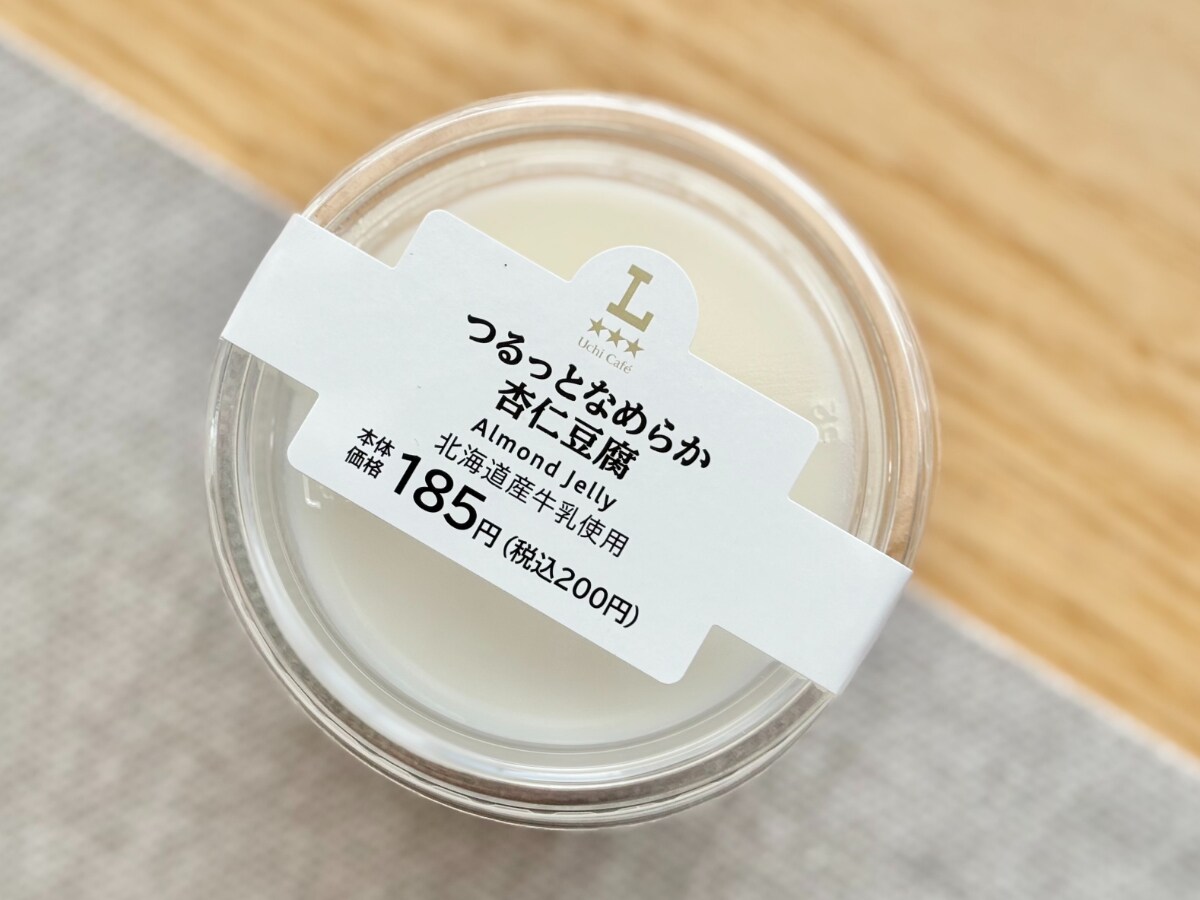 L
★★★
Uchi Café
つるっとなめらか
杏仁豆腐
Almond Jelly
北海道産牛乳使用
本体
価格
185円(税込200円)